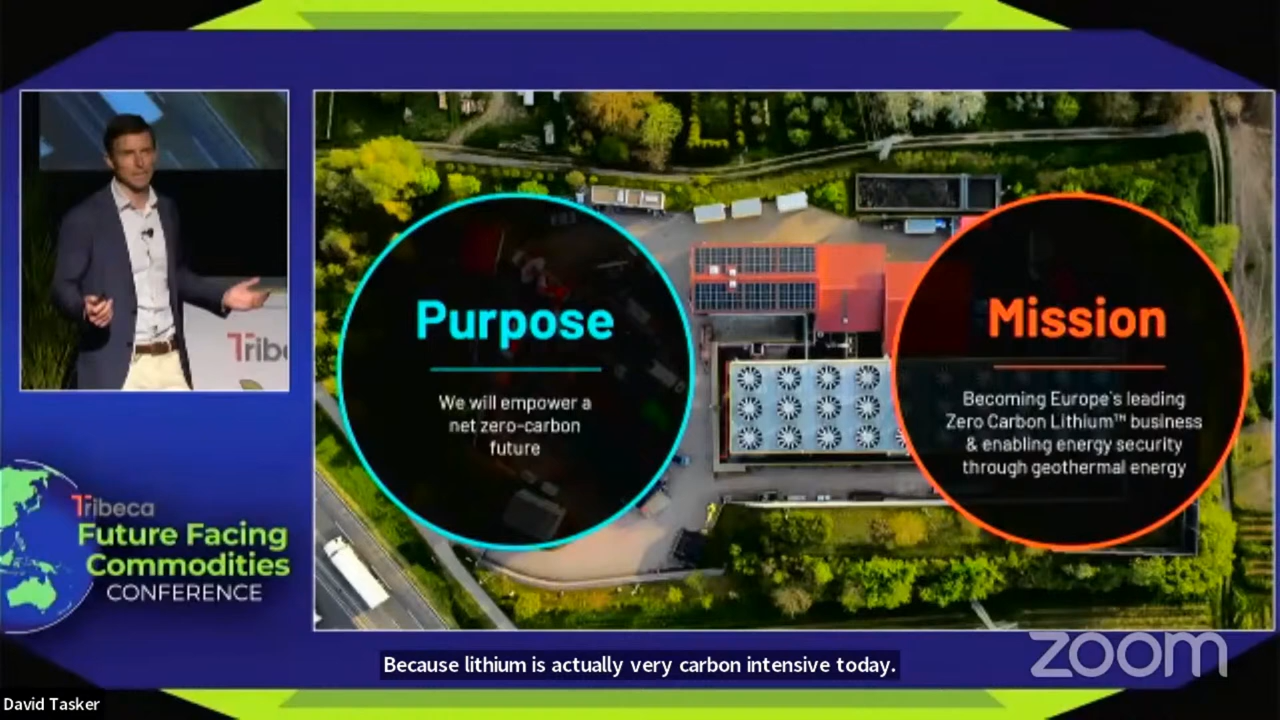 Tribe
Purpose
We will empower a
net zero-carbon
future
Mission
Becoming Europe's leading
Zero Carbon Lithium™ business
& enabling energy security
through geothermal energy
Tribeca
Future Facing
Commodities
CONFERENCE
Because lithium is actually very carbon intensive today.
zoom
David Tasker